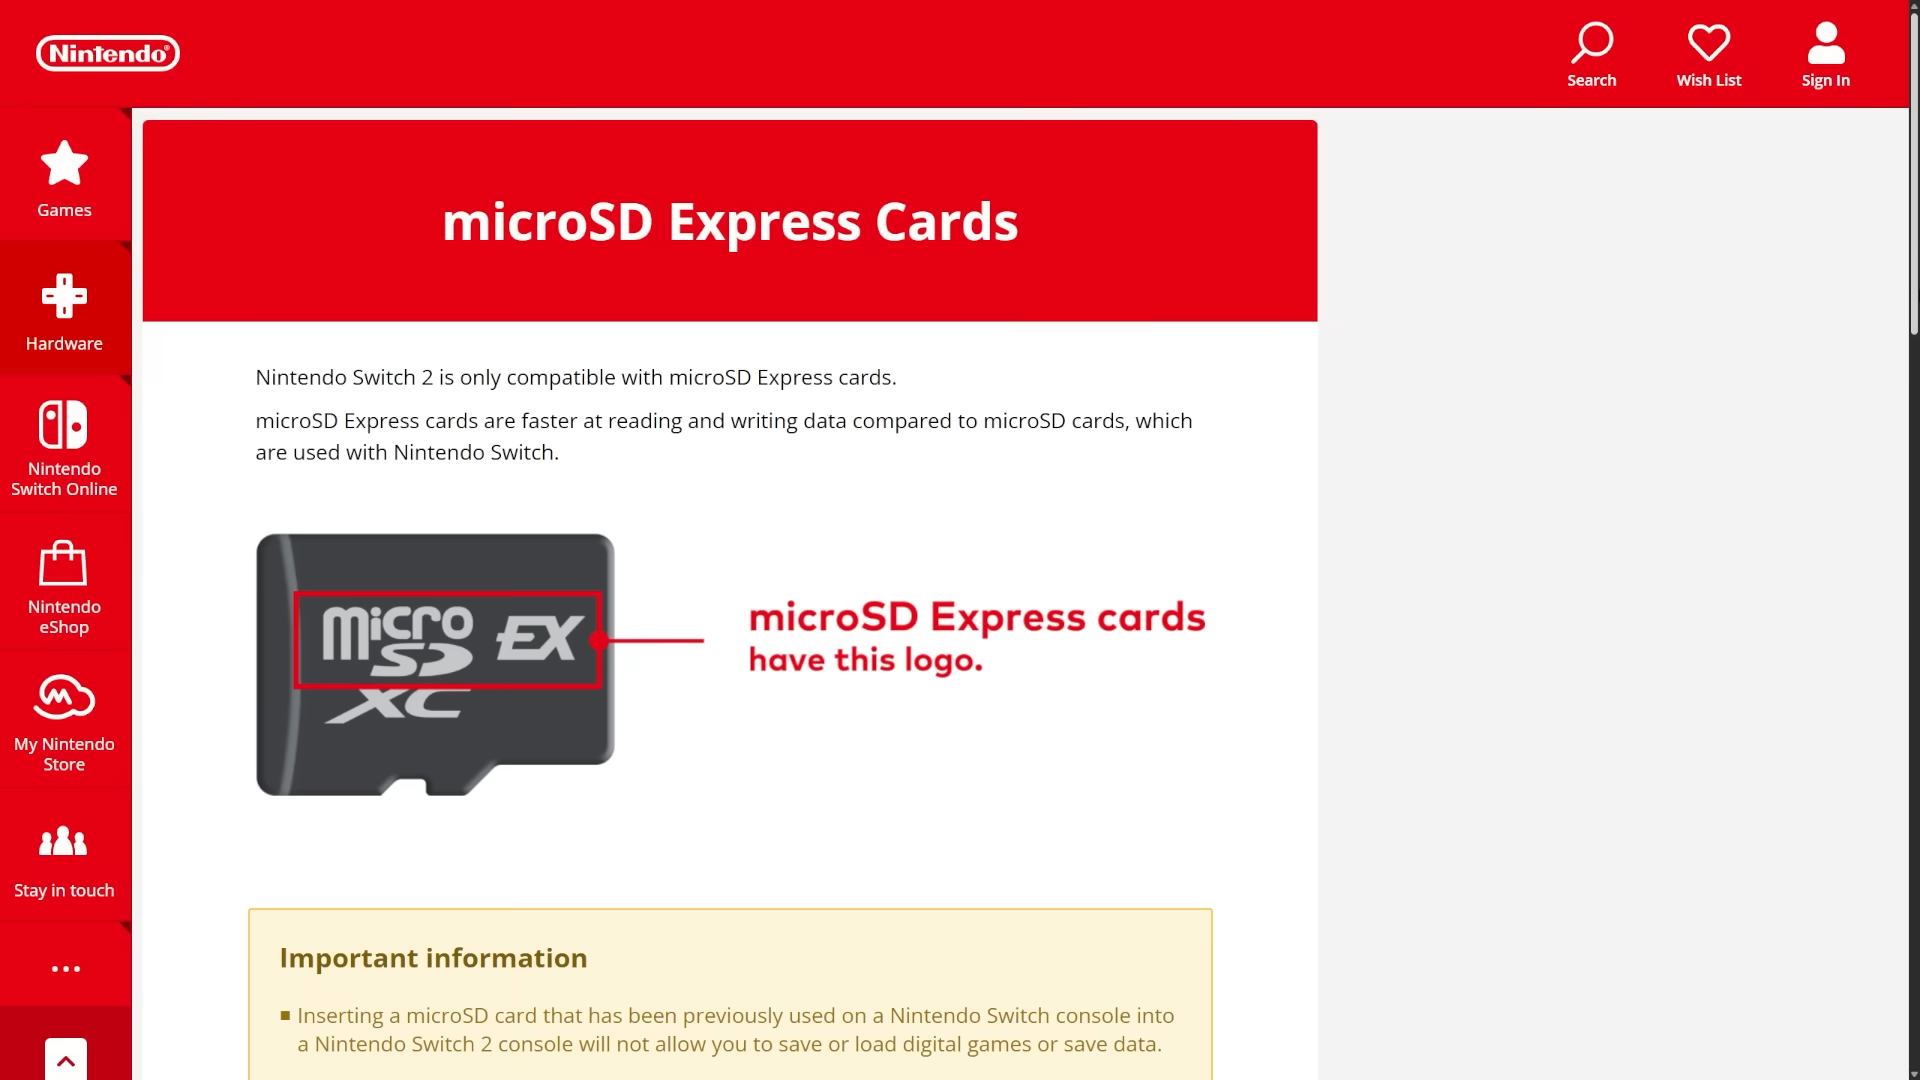 Nintendo®
Search
Wish List
Sign In
Games
Hardware
Nintendo
Switch Online
Nintendo
eShop
My Nintendo
Store
Stay in touch
...
microSD Express Cards
Nintendo Switch 2 is only compatible with microSD Express cards.
microSD Express cards are faster at reading and writing data compared to microSD cards, which
are used with Nintendo Switch.
micro
SD EX
XC
microSD Express cards
have this logo.
Important information
■ Inserting a microSD card that has been previously used on a Nintendo Switch console into
a Nintendo Switch 2 console will not allow you to save or load digital games or save data.